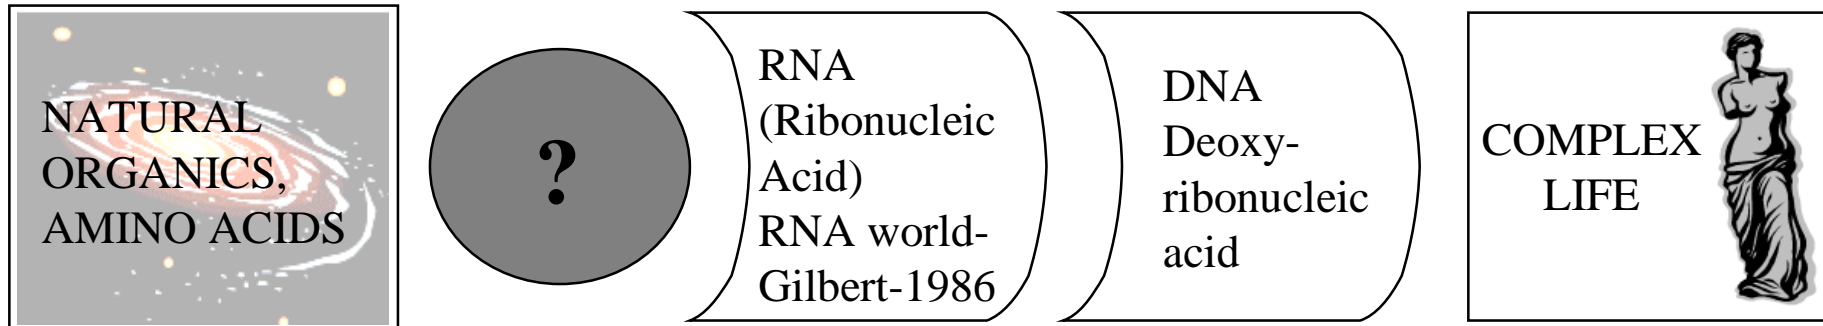 NATURAL
ORGANICS,
AMINO ACIDS
?
RNA
(Ribonucleic
Acid)
RNA world-
Gilbert-1986
DNA
Deoxy-
ribonucleic
acid
COMPLEX
LIFE